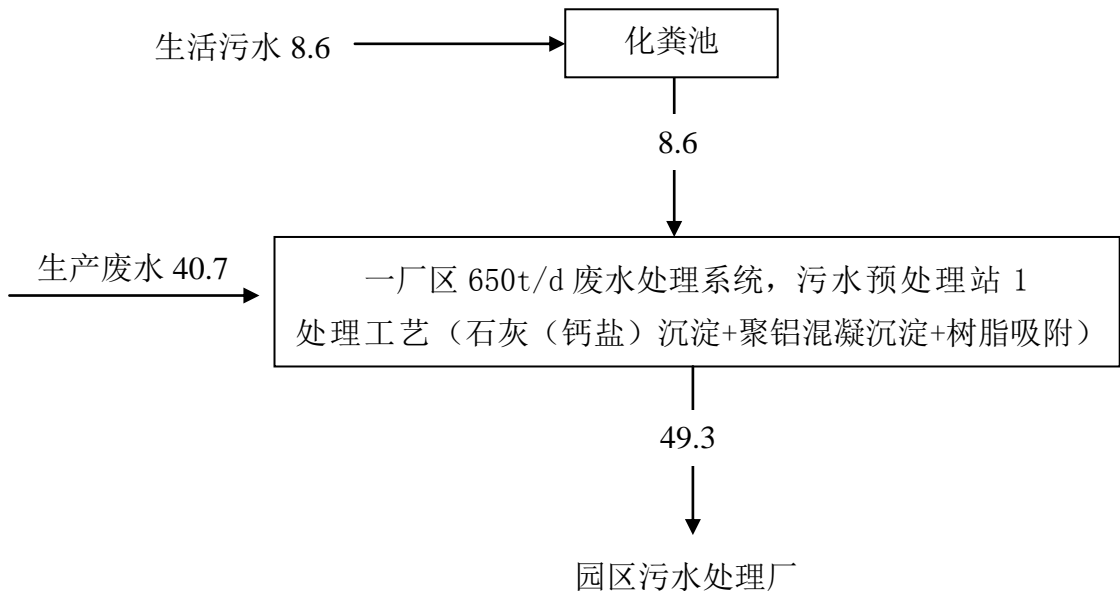 生活污水 8.6
化粪池
8.6
生产废水 40.7
一厂区 650t/d 废水处理系统，污水预处理站 1
处理工艺（石灰（钙盐）沉淀+聚铝混凝沉淀+树脂吸附）
49.3
园区污水处理厂